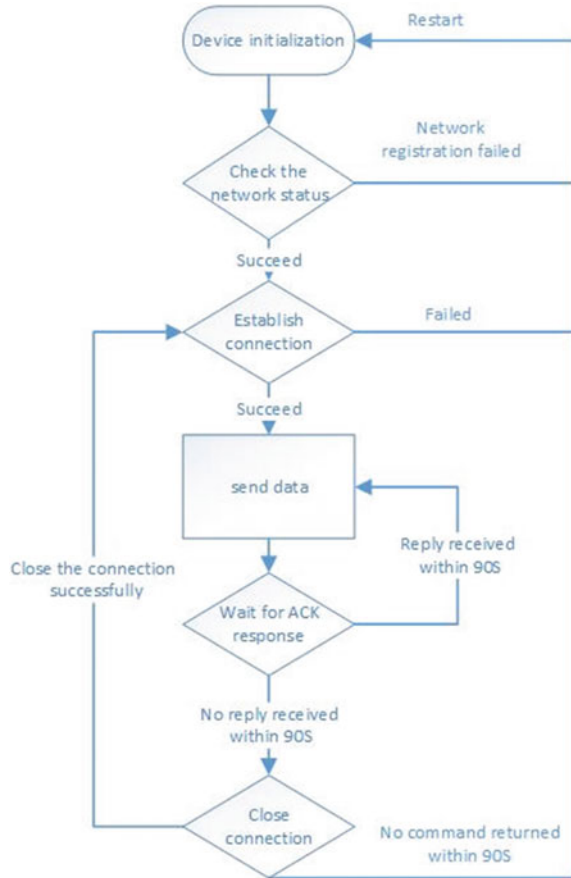 Restart
Device initialization
Network
registration failed
Check the
network status
Succeed
Establish
connection
Failed
Succeed
send data
Reply received
within 90S
Close the connection
successfully
Wait for ACK
response
No reply received
within 90S
Close
connection
No command returned
within 90S